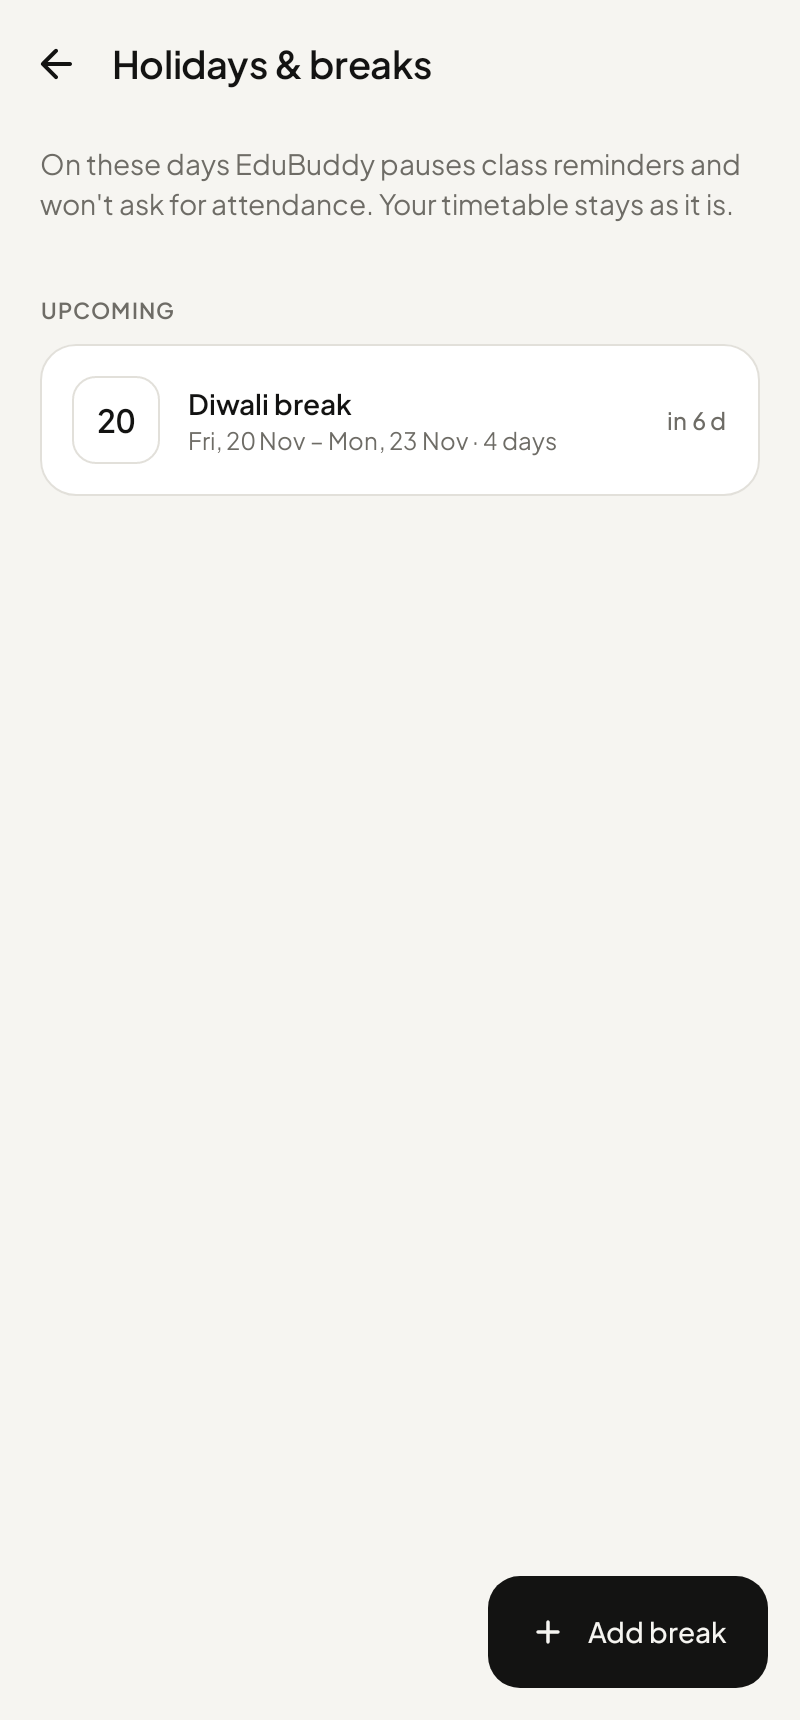 Holidays & breaks
On these days EduBuddy pauses class reminders and
won't ask for attendance. Your timetable stays as it is.
UPCOMING
20
Diwali break
Fri, 20 Nov – Mon, 23 Nov · 4 days
in 6 d
Add break